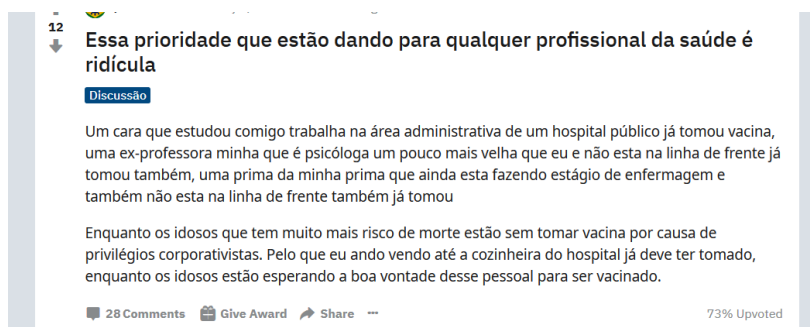 12
Essa prioridade que estão dando para qualquer profissional da saúde é
ridícula
Discussão
Um cara que estudou comigo trabalha na área administrativa de um hospital público já tomou vacina,
uma ex-professora minha que é psicóloga um pouco mais velha que eu e não esta na linha de frente já
tomou também, uma prima da minha prima que ainda esta fazendo estágio de enfermagem e
também não esta na linha de frente também já tomou
Enquanto os idosos que tem muito mais risco de morte estão sem tomar vacina por causa de
privilégios corporativistas. Pelo que eu ando vendo até a cozinheira do hospital já deve ter tomado,
enquanto os idosos estão esperando a boa vontade desse pessoal para ser vacinado.
28 Comments Give Award Share ... 73% Upvoted